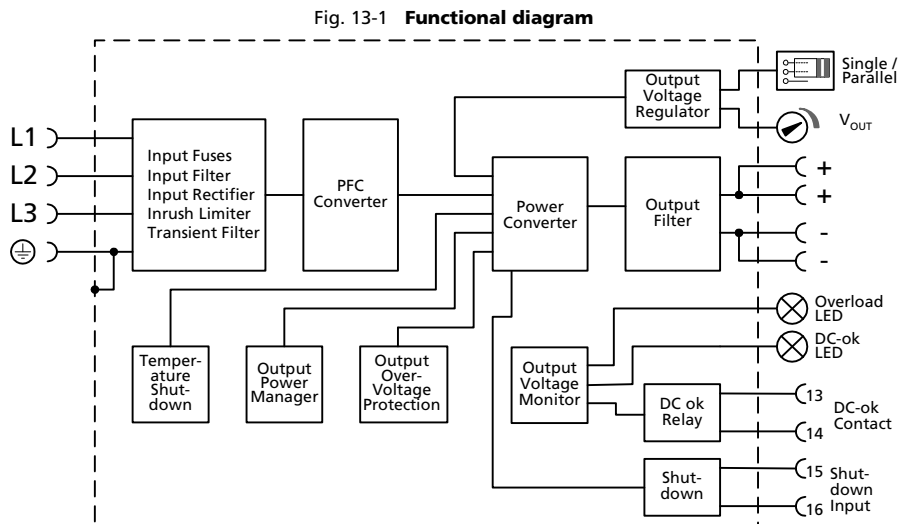 Fig. 13-1 Functional diagram
Output
Voltage
Regulator
Single /
Parallel
VOUT
L1
L2
L3
Input Fuses
Input Filter
Input Rectifier
Inrush Limiter
Transient Filter
PFC
Converter
Power
Converter
Output
Filter
+
+
-
-
Temper-
ature
Shut-
down
Output
Power
Manager
Output
Over-
Voltage
Protection
Output
Voltage
Monitor
Overload
LED
DC-ok
LED
DC ok
Relay
13
14
DC-ok
Contact
Shut-
down
15
16
Shut-
down
Input